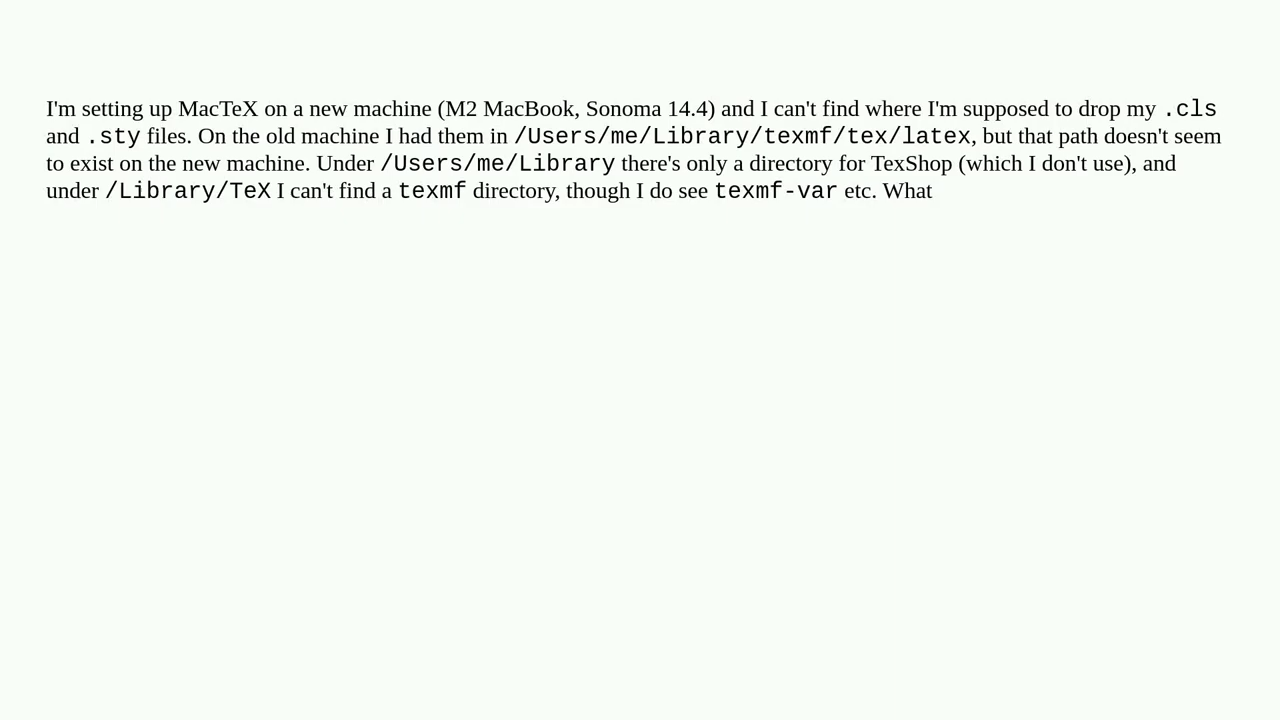 I'm setting up MacTeX on a new machine (M2 MacBook, Sonoma 14.4) and I can't find where I'm supposed to drop my .cls
and .sty files. On the old machine I had them in /Users/me/Library/texmf/tex/latex, but that path doesn't seem
to exist on the new machine. Under /Users/me/Library there's only a directory for TexShop (which I don't use), and
under /Library/TeX I can't find a texmf directory, though I do see texmf-var etc. What